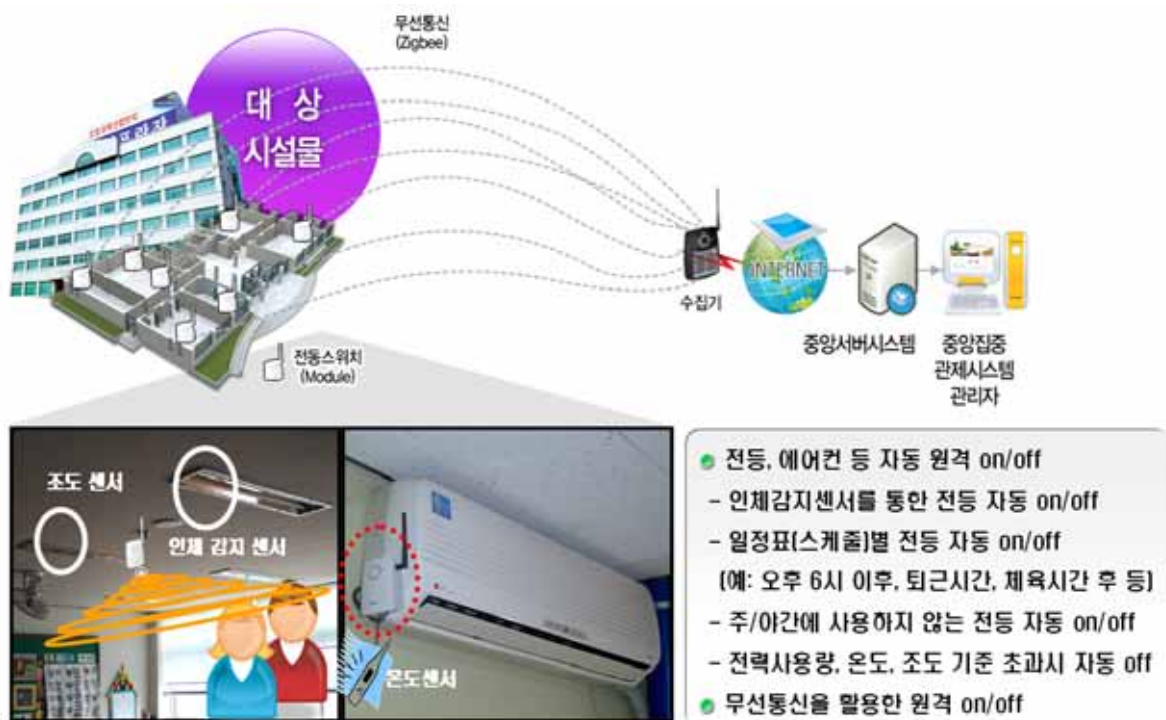 무선통신
(Zigbee)
대 상
시설물
프라자
INTERNET
수집기
중앙서버시스템
중앙집중
관제시스템
관리자
전동스위치
(Module)
조도 센서
인체 감지 센서
온도센서
전등, 에어컨 등 자동 원격 on/off
- 인체감지센서를 통한 전등 자동 on/off
- 일정표(스케줄)별 전등 자동 on/off
(예: 오후 6시 이후, 퇴근시간, 체육시간 후 등)
- 주/야간에 사용하지 않는 전등 자동 on/off
- 전력사용량, 온도, 조도 기준 초과시 자동 off
무선통신을 활용한 원격 on/off